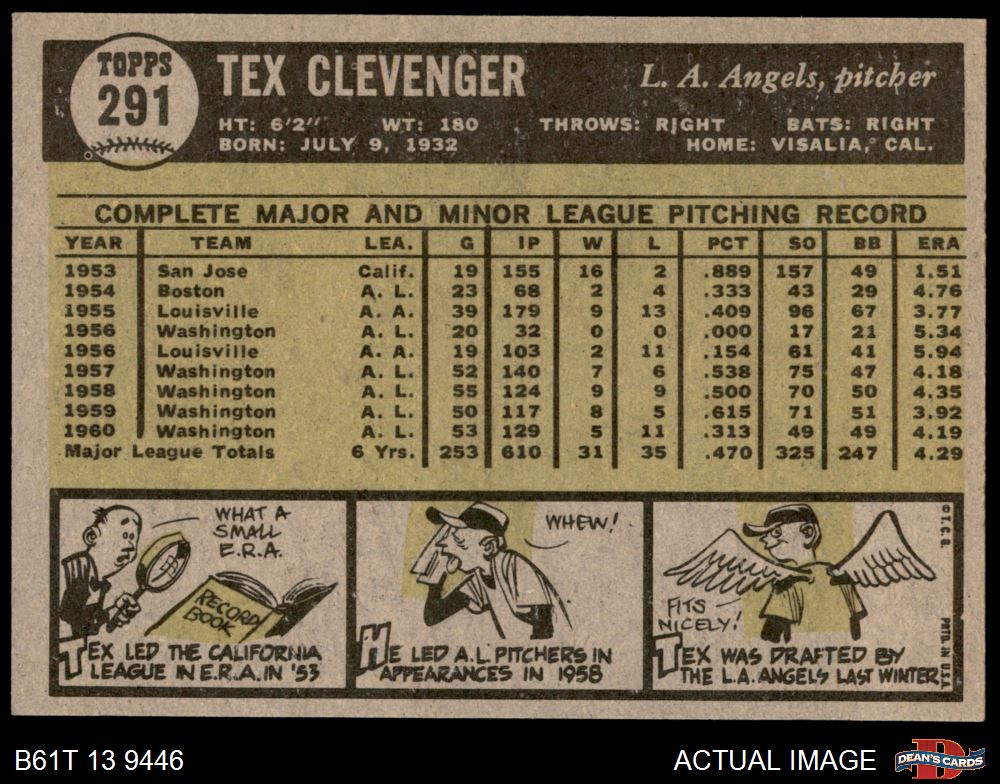 TOPPS
291
TEX CLEVENGER
L. A. Angels, pitcher
HT: 6'2" WT: 180 THROWS: RIGHT BATS: RIGHT
BORN: JULY 9, 1932 HOME: VISALIA, CAL.
COMPLETE MAJOR AND MINOR LEAGUE PITCHING RECORD
YEAR TEAM LEA. G IP W L PCT SO BB ERA
1953 San Jose Calif. 19 155 16 2 .889 157 49 1.51
1954 Boston A. L. 23 68 2 4 .333 43 29 4.76
1955 Louisville A. A. 39 179 9 13 .409 96 67 3.77
1956 Washington A. L. 20 32 0 0 .000 17 21 5.34
1956 Louisville A. A. 19 103 2 11 .154 61 41 5.94
1957 Washington A. L. 52 140 7 6 .538 75 47 4.18
1958 Washington A. L. 55 124 9 9 .500 70 50 4.35
1959 Washington A. L. 50 117 8 5 .615 71 51 3.92
1960 Washington A. L. 53 129 5 11 .313 49 49 4.19
Major League Totals 6 Yrs. 253 610 31 35 .470 325 247 4.29
WHAT A
SMALL
E.R.A.
RECORD
BOOK
TEX LED THE CALIFORNIA
LEAGUE IN E.R.A. IN '53
WHEW!
HE LED A.L. PITCHERS IN
APPEARANCES IN 1958
FITS
NICELY!
TEX WAS DRAFTED BY
THE L.A. ANGELS LAST WINTER
© T.C.G. PRTD. IN U.S.A.
B61T 13 9446
ACTUAL IMAGE
D
DEAN'S CARDS